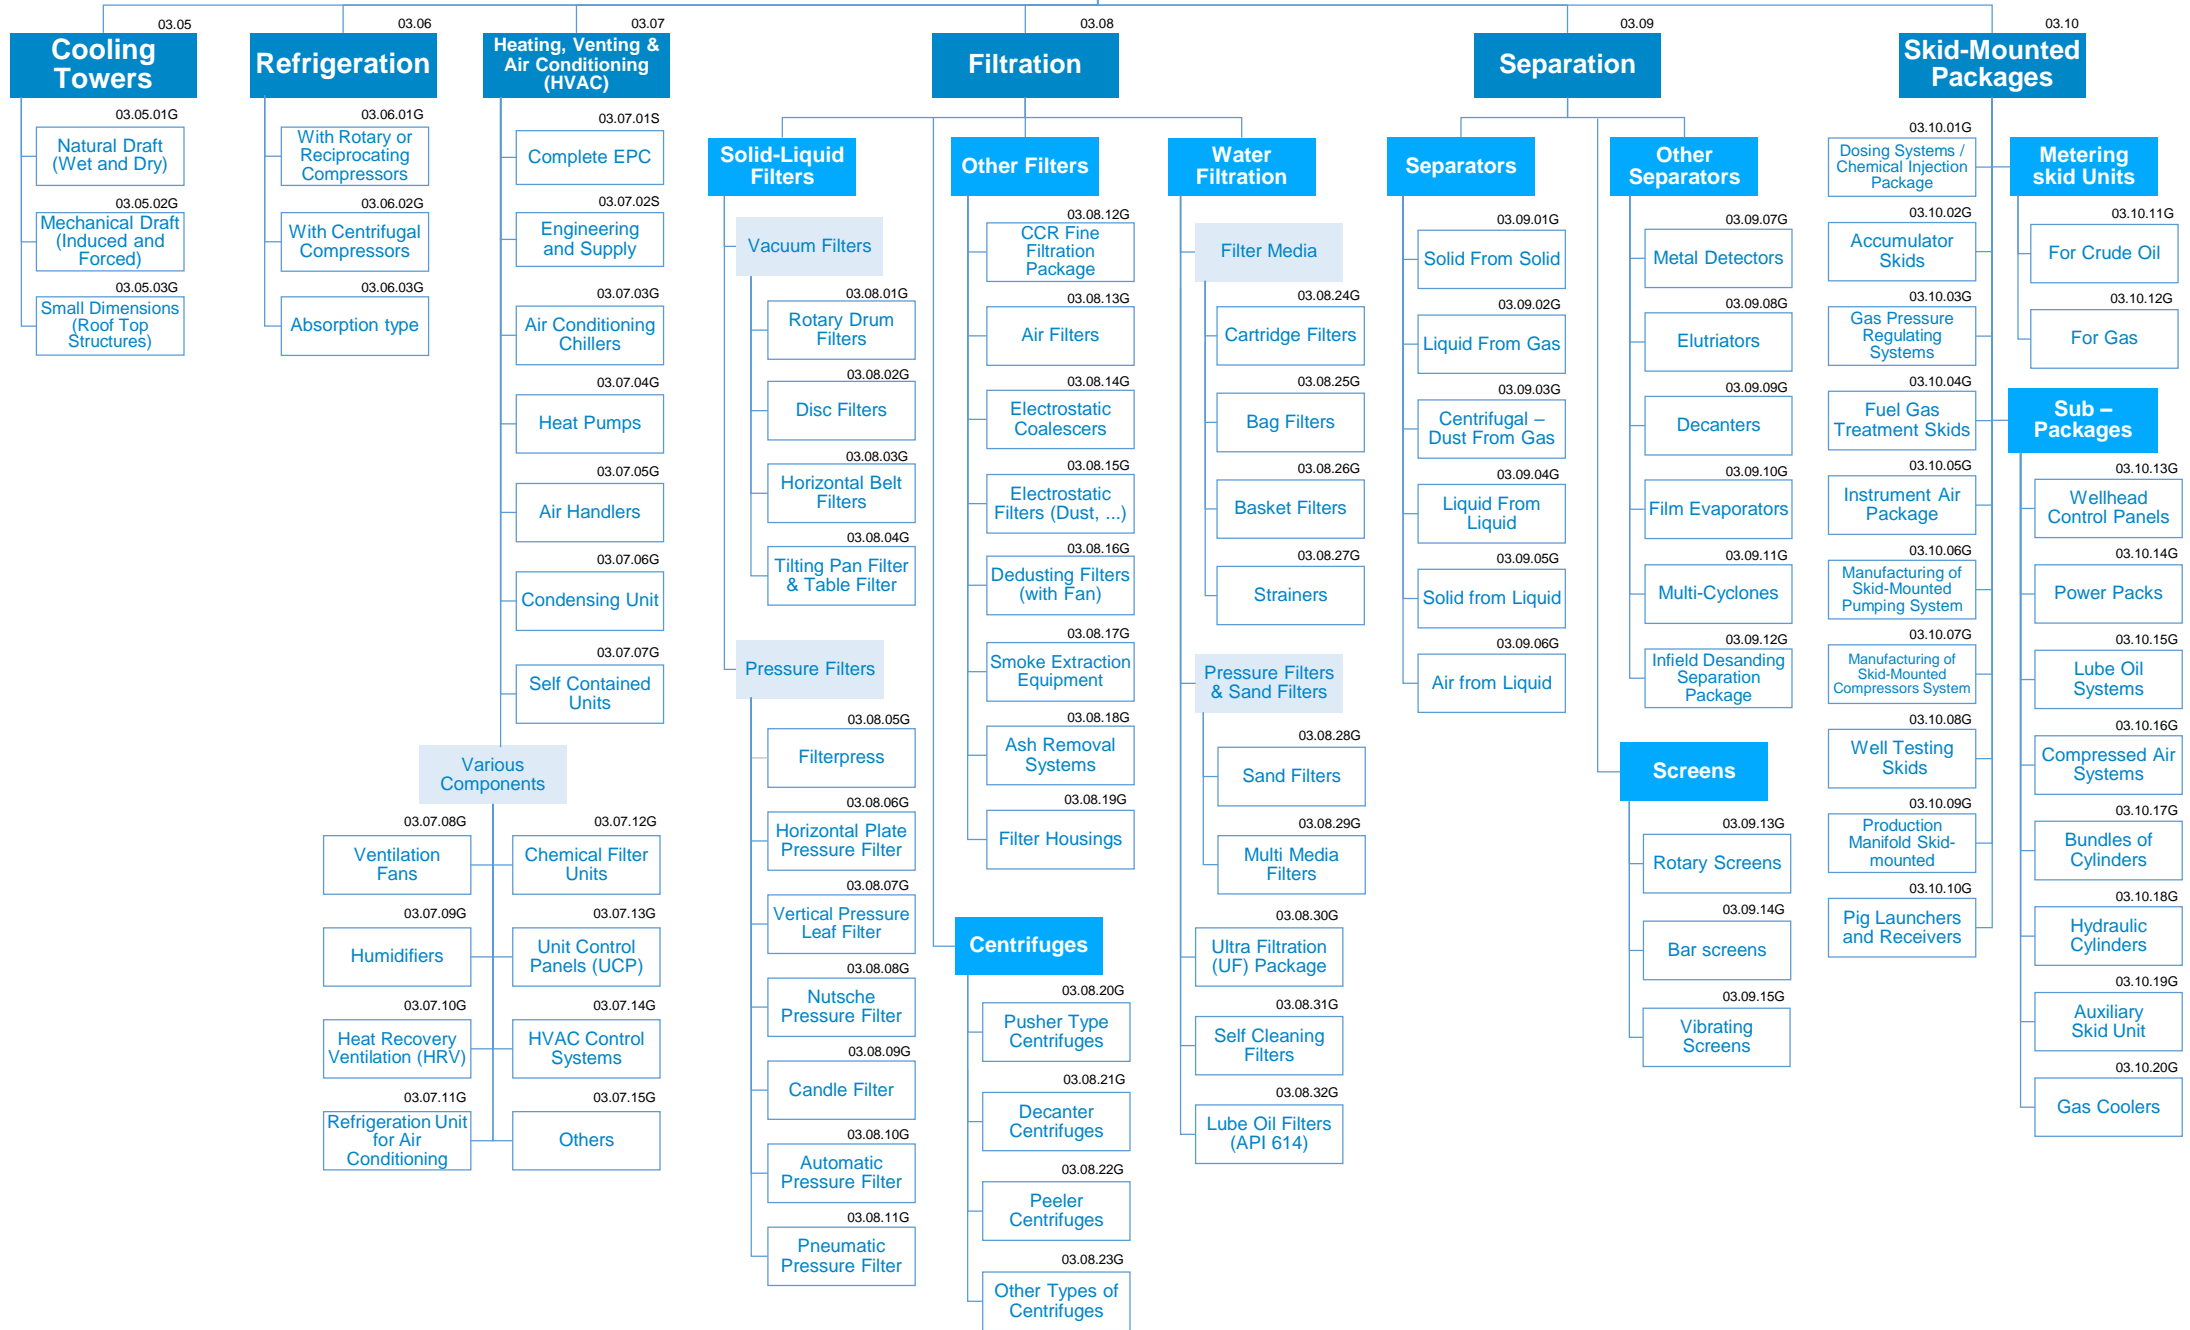 03.05
Cooling
Towers
03.05.01G
Natural Draft
(Wet and Dry)
03.05.02G
Mechanical Draft
(Induced and
Forced)
03.05.03G
Small Dimensions
(Roof Top
Structures)
03.06
Refrigeration
03.06.01G
With Rotary or
Reciprocating
Compressors
03.06.02G
With Centrifugal
Compressors
03.06.03G
Absorption type
03.07
Heating, Venting &
Air Conditioning
(HVAC)
03.07.01S
Complete EPC
03.07.02S
Engineering
and Supply
03.07.03G
Air Conditioning
Chillers
03.07.04G
Heat Pumps
03.07.05G
Air Handlers
03.07.06G
Condensing Unit
03.07.07G
Self Contained
Units
Various
Components
03.07.08G
Ventilation
Fans
03.07.09G
Humidifiers
03.07.10G
Heat Recovery
Ventilation (HRV)
03.07.11G
Refrigeration Unit
for Air
Conditioning
03.07.12G
Chemical Filter
Units
03.07.13G
Unit Control
Panels (UCP)
03.07.14G
HVAC Control
Systems
03.07.15G
Others
03.08
Filtration
Solid-Liquid
Filters
Vacuum Filters
03.08.01G
Rotary Drum
Filters
03.08.02G
Disc Filters
03.08.03G
Horizontal Belt
Filters
03.08.04G
Tilting Pan Filter
& Table Filter
Pressure Filters
03.08.05G
Filterpress
03.08.06G
Horizontal Plate
Pressure Filter
03.08.07G
Vertical Pressure
Leaf Filter
03.08.08G
Nutsche
Pressure Filter
03.08.09G
Candle Filter
03.08.10G
Automatic
Pressure Filter
03.08.11G
Pneumatic
Pressure Filter
Other Filters
03.08.12G
CCR Fine
Filtration
Package
03.08.13G
Air Filters
03.08.14G
Electrostatic
Coalescers
03.08.15G
Electrostatic
Filters (Dust, ...)
03.08.16G
Dedusting Filters
(with Fan)
03.08.17G
Smoke Extraction
Equipment
03.08.18G
Ash Removal
Systems
03.08.19G
Filter Housings
Centrifuges
03.08.20G
Pusher Type
Centrifuges
03.08.21G
Decanter
Centrifuges
03.08.22G
Peeler
Centrifuges
03.08.23G
Other Types of
Centrifuges
Water
Filtration
Filter Media
03.08.24G
Cartridge Filters
03.08.25G
Bag Filters
03.08.26G
Basket Filters
03.08.27G
Strainers
Pressure Filters
& Sand Filters
03.08.28G
Sand Filters
03.08.29G
Multi Media
Filters
03.08.30G
Ultra Filtration
(UF) Package
03.08.31G
Self Cleaning
Filters
03.08.32G
Lube Oil Filters
(API 614)
03.09
Separation
Separators
03.09.01G
Solid From Solid
03.09.02G
Liquid From Gas
03.09.03G
Centrifugal –
Dust From Gas
03.09.04G
Liquid From
Liquid
03.09.05G
Solid from Liquid
03.09.06G
Air from Liquid
Other
Separators
03.09.07G
Metal Detectors
03.09.08G
Elutriators
03.09.09G
Decanters
03.09.10G
Film Evaporators
03.09.11G
Multi-Cyclones
03.09.12G
Infield Desanding
Separation
Package
Screens
03.09.13G
Rotary Screens
03.09.14G
Bar screens
03.09.15G
Vibrating
Screens
03.10
Skid-Mounted
Packages
03.10.01G
Dosing Systems /
Chemical Injection
Package
03.10.02G
Accumulator
Skids
03.10.03G
Gas Pressure
Regulating
Systems
03.10.04G
Fuel Gas
Treatment Skids
03.10.05G
Instrument Air
Package
03.10.06G
Manufacturing of
Skid-Mounted
Pumping System
03.10.07G
Manufacturing of
Skid-Mounted
Compressors System
03.10.08G
Well Testing
Skids
03.10.09G
Production
Manifold Skid-
mounted
03.10.10G
Pig Launchers
and Receivers
Metering
skid Units
03.10.11G
For Crude Oil
03.10.12G
For Gas
Sub –
Packages
03.10.13G
Wellhead
Control Panels
03.10.14G
Power Packs
03.10.15G
Lube Oil
Systems
03.10.16G
Compressed Air
Systems
03.10.17G
Bundles of
Cylinders
03.10.18G
Hydraulic
Cylinders
03.10.19G
Auxiliary
Skid Unit
03.10.20G
Gas Coolers